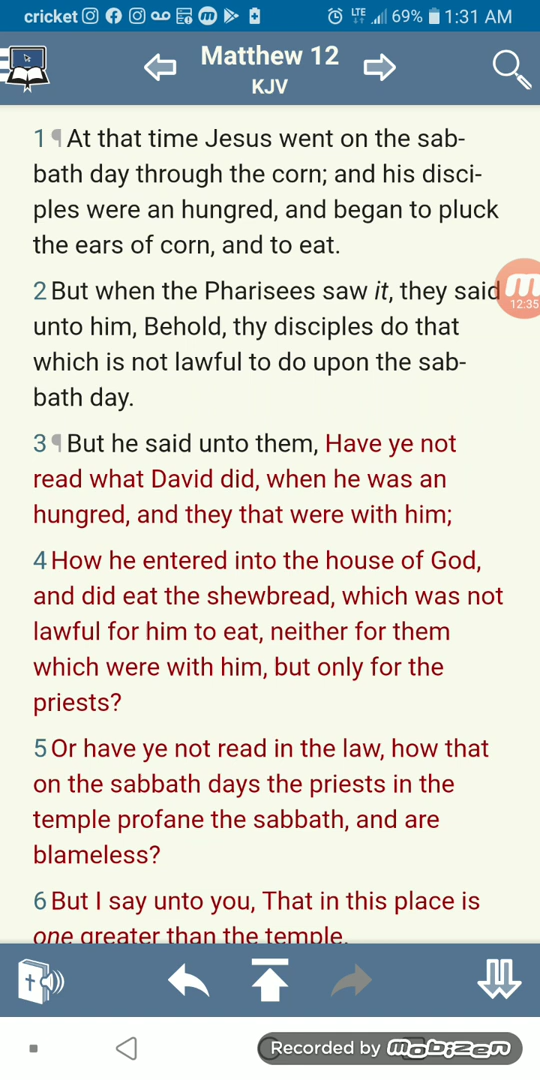 cricket LTE 69% 1:31 AM
Matthew 12
KJV
1 ¶ At that time Jesus went on the sab-
bath day through the corn; and his disci-
ples were an hungred, and began to pluck
the ears of corn, and to eat.
2 But when the Pharisees saw it, they said
unto him, Behold, thy disciples do that
which is not lawful to do upon the sab-
bath day.
12:35
3 ¶ But he said unto them, Have ye not
read what David did, when he was an
hungred, and they that were with him;
4 How he entered into the house of God,
and did eat the shewbread, which was not
lawful for him to eat, neither for them
which were with him, but only for the
priests?
5 Or have ye not read in the law, how that
on the sabbath days the priests in the
temple profane the sabbath, and are
blameless?
6 But I say unto you, That in this place is
one greater than the temple.
Recorded by mobizen